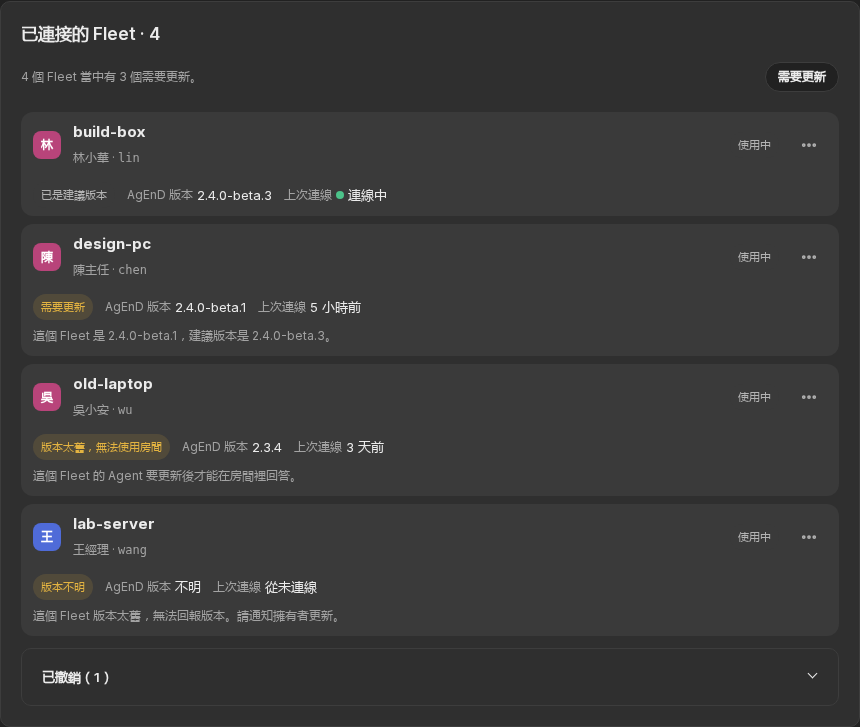 已連接的 Fleet · 4
4 個 Fleet 當中有 3 個需要更新。
需要更新
林
build-box
林小華 · lin
使用中
已是建議版本 AgEnD 版本 2.4.0-beta.3 上次連線 連線中
陳
design-pc
陳主任 · chen
使用中
需要更新 AgEnD 版本 2.4.0-beta.1 上次連線 5 小時前
這個 Fleet 是 2.4.0-beta.1，建議版本是 2.4.0-beta.3。
吳
old-laptop
吳小安 · wu
使用中
版本太舊，無法使用房間 AgEnD 版本 2.3.4 上次連線 3 天前
這個 Fleet 的 Agent 要更新後才能在房間裡回答。
王
lab-server
王經理 · wang
使用中
版本不明 AgEnD 版本 不明 上次連線 從未連線
這個 Fleet 版本太舊，無法回報版本。請通知擁有者更新。
已撤銷（1）